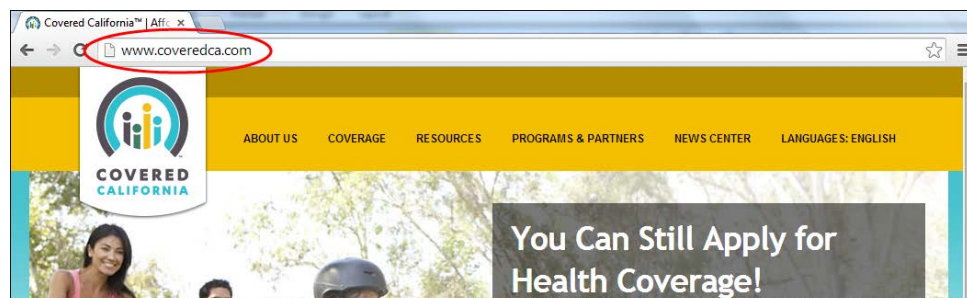 Covered California™ | Affc
www.coveredca.com
COVERED
CALIFORNIA
ABOUT US COVERAGE RESOURCES PROGRAMS & PARTNERS NEWS CENTER LANGUAGES: ENGLISH
You Can Still Apply for
Health Coverage!